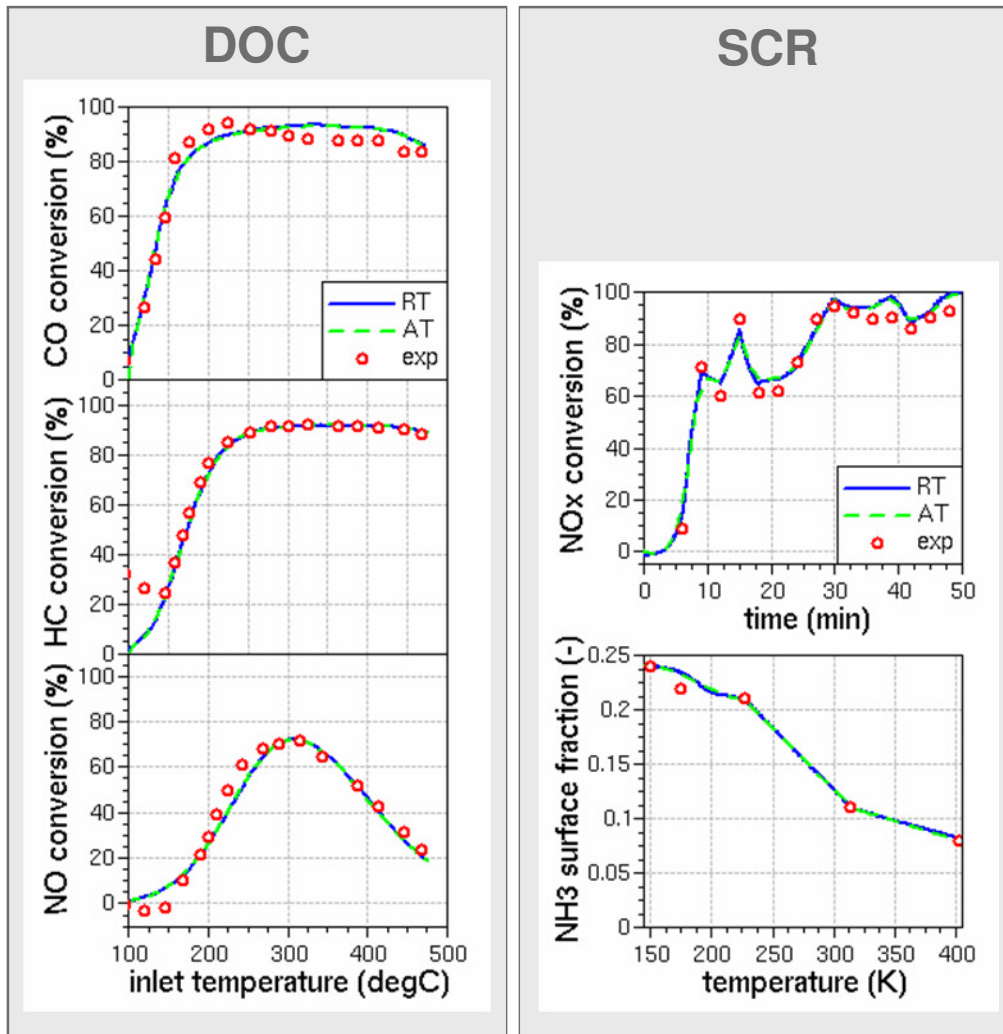 DOC
CO conversion (%)
100
80
60
40
20
0
RT
AT
exp
HC conversion (%)
100
80
60
40
20
0
NO conversion (%)
100
80
60
40
20
0
100 200 300 400 500
inlet temperature (degC)
SCR
NOx conversion (%)
100
80
60
40
20
0
RT
AT
exp
0 10 20 30 40 50
time (min)
NH3 surface fraction (-)
0.25
0.2
0.15
0.1
0.05
0
150 200 250 300 350 400
temperature (K)